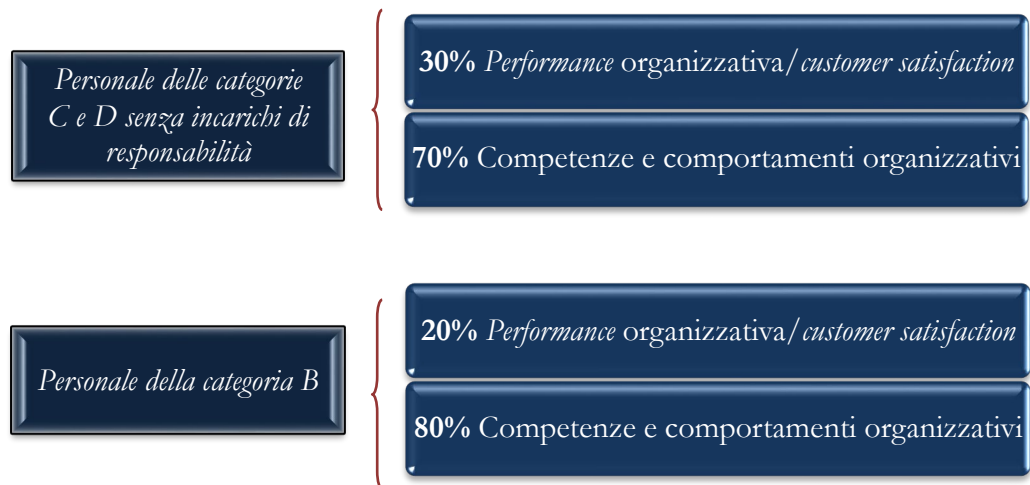 Personale delle categorie
C e D senza incarichi di
responsabilità
30% Performance organizzativa/customer satisfaction
70% Competenze e comportamenti organizzativi
Personale della categoria B
20% Performance organizzativa/customer satisfaction
80% Competenze e comportamenti organizzativi